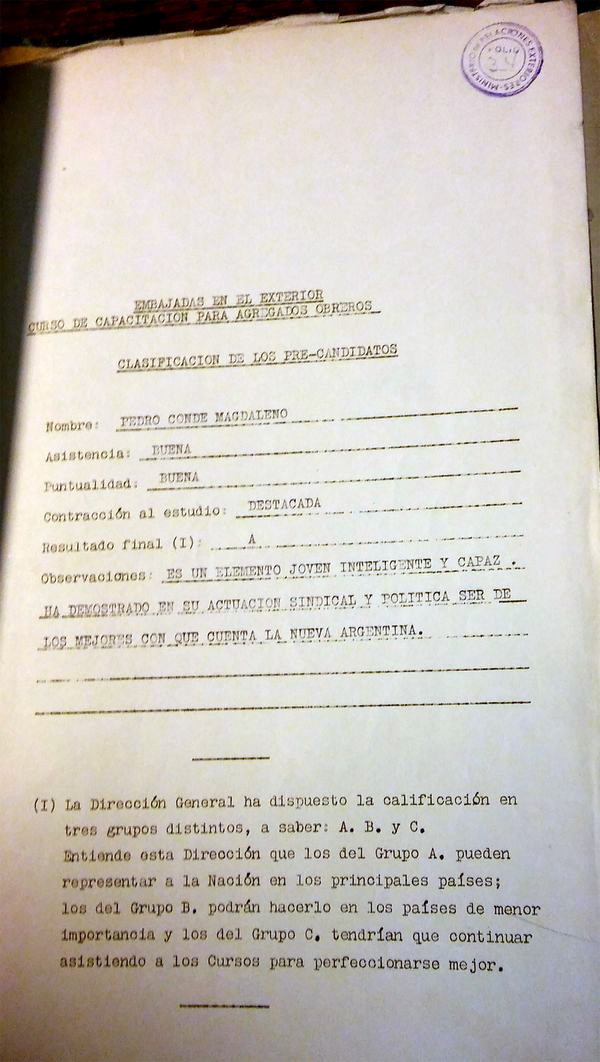 MINISTERIO DE RELACIONES EXTERIORES
FOLIO
EMBAJADAS EN EL EXTERIOR
CURSO DE CAPACITACION PARA AGREGADOS OBREROS
CLASIFICACION DE LOS PRE-CANDIDATOS
Nombre: PEDRO CONDE MAGDALENO
Asistencia: BUENA
Puntualidad: BUENA
Contracción al estudio: DESTACADA
Resultado final (I): A
Observaciones: ES UN ELEMENTO JOVEN INTELIGENTE Y CAPAZ .
HA DEMOSTRADO EN SU ACTUACION SINDICAL Y POLITICA SER DE
LOS MEJORES CON QUE CUENTA LA NUEVA ARGENTINA.
(I) La Dirección General ha dispuesto la calificación en
tres grupos distintos, a saber: A. B. y C.
Entiende esta Dirección que los del Grupo A. pueden
representar a la Nación en los principales países;
los del Grupo B. podrán hacerlo en los países de menor
importancia y los del Grupo C. tendrían que continuar
asistiendo a los Cursos para perfeccionarse mejor.